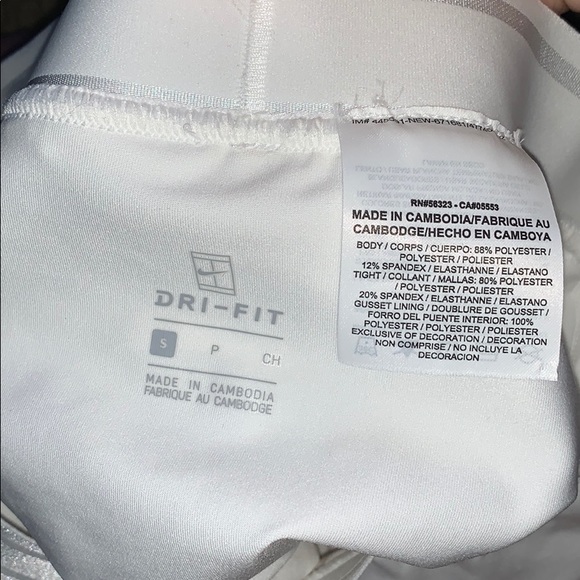 RN#56323 - CA#05553
MADE IN CAMBODIA/FABRIQUE AU
CAMBODGE/HECHO EN CAMBOYA
BODY / CORPS / CUERPO: 88% POLYESTER /
POLYESTER / POLIESTER
12% SPANDEX / ELASTHANNE / ELASTANO
TIGHT / COLLANT / MALLAS: 80% POLYESTER
/ POLYESTER / POLIESTER
20% SPANDEX / ELASTHANNE / ELASTANO
GUSSET LINING / DOUBLURE DE GOUSSET /
FORRO DEL PUENTE INTERIOR: 100%
POLYESTER / POLYESTER / POLIESTER
EXCLUSIVE OF DECORATION / DECORATION
NON COMPRISE / NO INCLUYE LA
DECORACION
DRI-FIT
S P CH
MADE IN CAMBODIA
FABRIQUE AU CAMBODGE